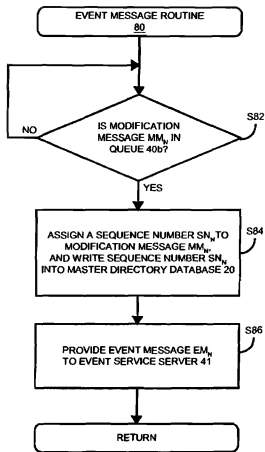 EVENT MESSAGE ROUTINE
80
S82
IS MODIFICATION
MESSAGE MM_N IN
QUEUE 40b?
NO
YES
S84
ASSIGN A SEQUENCE NUMBER SN_N TO
MODIFICATION MESSAGE MM_N,
AND WRITE SEQUENCE NUMBER SN_N
INTO MASTER DIRECTORY DATABASE 20
S86
PROVIDE EVENT MESSAGE EM_N
TO EVENT SERVICE SERVER 41
RETURN